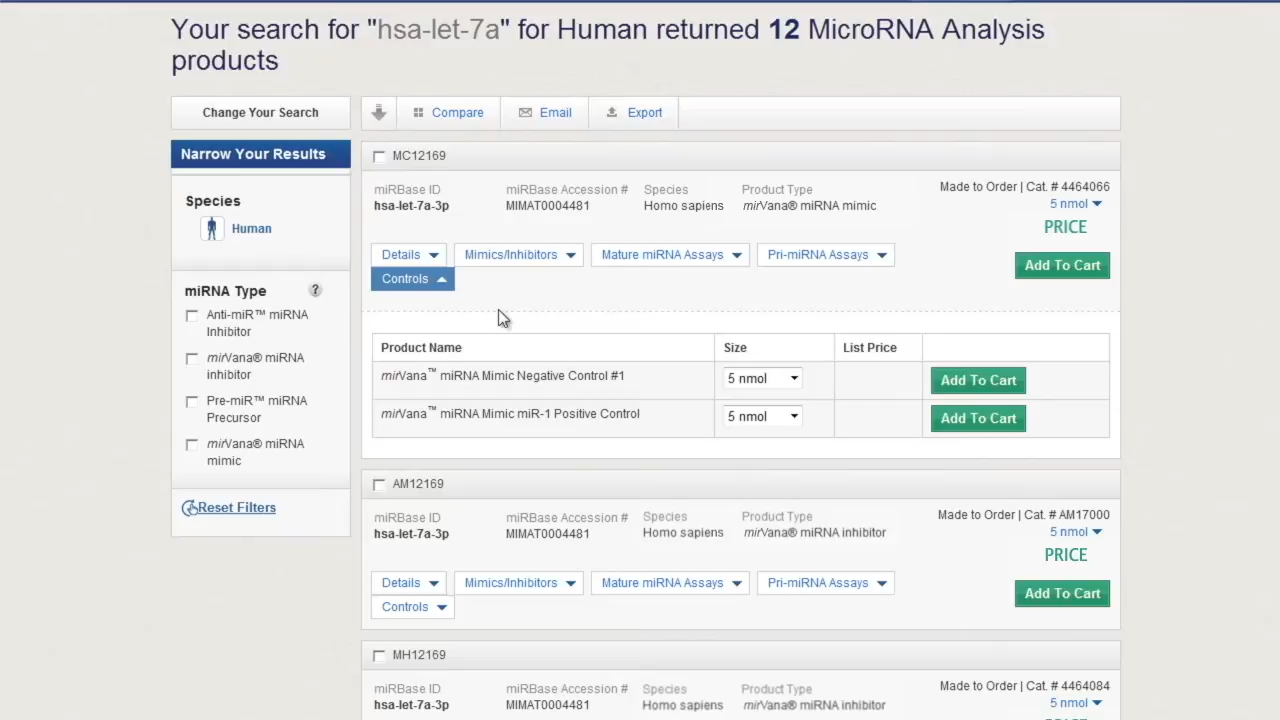 Your search for "hsa-let-7a" for Human returned 12 MicroRNA Analysis
products
Change Your Search
Compare
Email
Export
Narrow Your Results
Species
Human
miRNA Type
?
Anti-miR™ miRNA
Inhibitor
mirVana® miRNA
inhibitor
Pre-miR™ miRNA
Precursor
mirVana® miRNA
mimic
Reset Filters
MC12169
miRBase ID
hsa-let-7a-3p
miRBase Accession #
MIMAT0004481
Species
Homo sapiens
Product Type
mirVana® miRNA mimic
Made to Order | Cat. # 4464066
5 nmol
PRICE
Add To Cart
Details
Mimics/Inhibitors
Mature miRNA Assays
Pri-miRNA Assays
Controls
Product Name
Size
List Price
mirVana™ miRNA Mimic Negative Control #1
5 nmol
Add To Cart
mirVana™ miRNA Mimic miR-1 Positive Control
5 nmol
Add To Cart
AM12169
miRBase ID
hsa-let-7a-3p
miRBase Accession #
MIMAT0004481
Species
Homo sapiens
Product Type
mirVana® miRNA inhibitor
Made to Order | Cat. # AM17000
5 nmol
PRICE
Add To Cart
Details
Mimics/Inhibitors
Mature miRNA Assays
Pri-miRNA Assays
Controls
MH12169
miRBase ID
hsa-let-7a-3p
miRBase Accession #
MIMAT0004481
Species
Homo sapiens
Product Type
mirVana® miRNA inhibitor
Made to Order | Cat. # 4464084
5 nmol